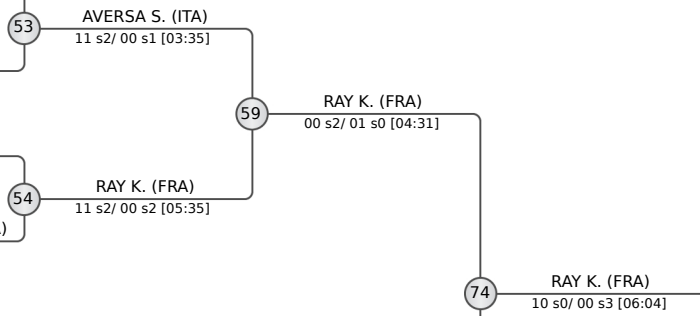 53
AVERSA S. (ITA)
11 s2/ 00 s1 [03:35]
59
RAY K. (FRA)
00 s2/ 01 s0 [04:31]
54
RAY K. (FRA)
11 s2/ 00 s2 [05:35]
)
74
RAY K. (FRA)
10 s0/ 00 s3 [06:04]